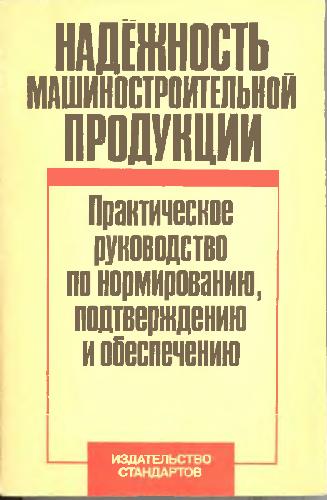 НАДЁЖНОСТЬ
МАШИНОСТРОИТЕЛЬНОЙ
ПРОДУКЦИИ
Практическое
руководство
по нормированию,
подтверждению
и обеспечению
ИЗДАТЕЛЬСТВО
СТАНДАРТОВ